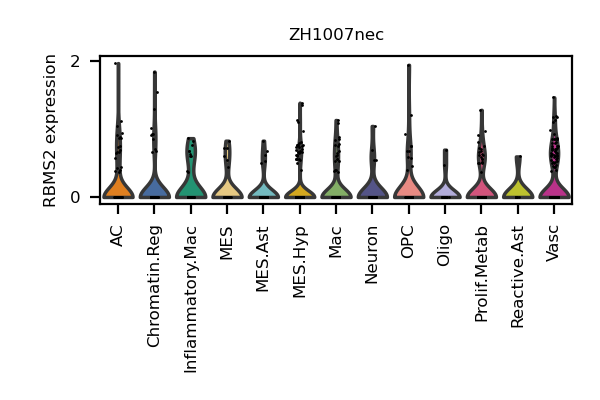 ZH1007nec
RBMS2 expression
2
0
AC
Chromatin.Reg
Inflammatory.Mac
MES
MES.Ast
MES.Hyp
Mac
Neuron
OPC
Oligo
Prolif.Metab
Reactive.Ast
Vasc